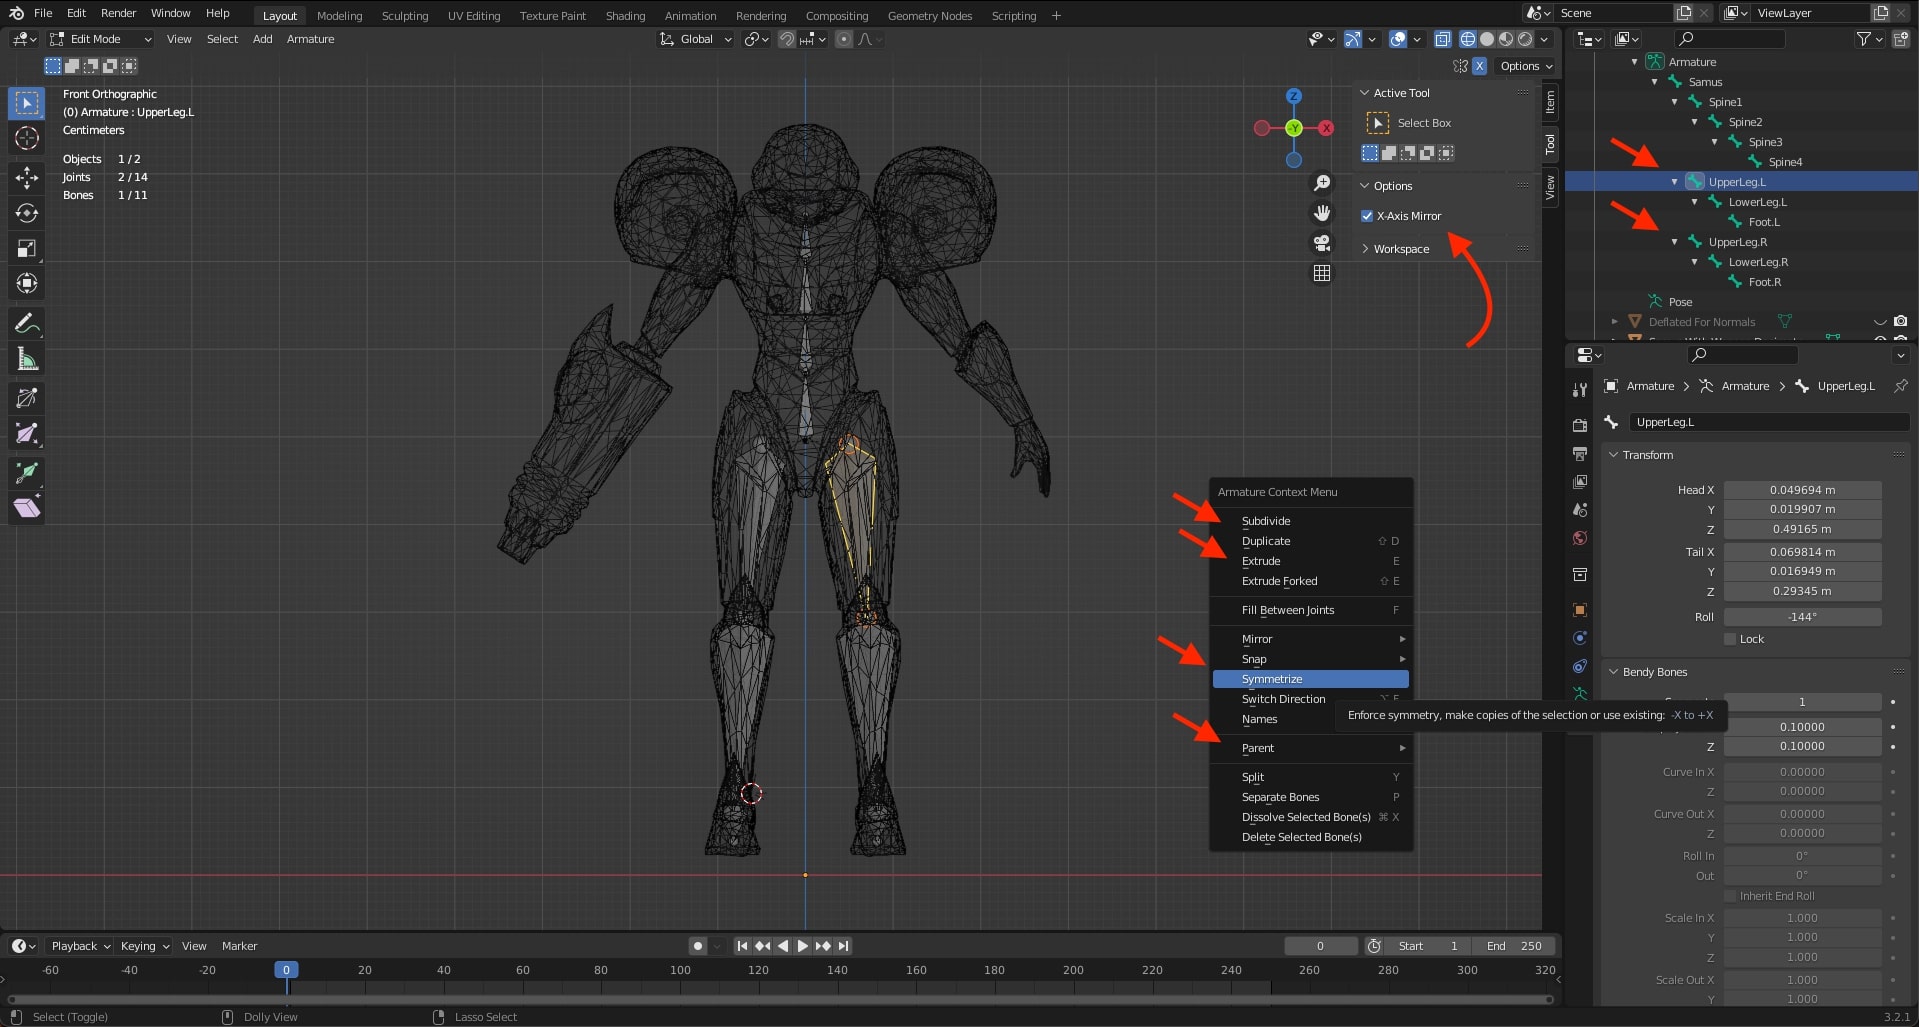 File Edit Render Window Help
Layout Modeling Sculpting UV Editing Texture Paint Shading Animation Rendering Compositing Geometry Nodes Scripting +
Scene
ViewLayer
Edit Mode View Select Add Armature
Global
X Options
Front Orthographic
(0) Armature : UpperLeg.L
Centimeters
Objects 1 / 2
Joints 2 / 14
Bones 1 / 11
Z
-Y
X
Active Tool
Select Box
Options
X-Axis Mirror
Workspace
Item
Tool
View
Armature Context Menu
Subdivide
Duplicate ⇧ D
Extrude E
Extrude Forked ⇧ E
Fill Between Joints F
Mirror
Snap
Symmetrize
Switch Direction ⌥ F
Names
Enforce symmetry, make copies of the selection or use existing: -X to +X
Parent
Split Y
Separate Bones P
Dissolve Selected Bone(s) ⌘ X
Delete Selected Bone(s)
Armature
Samus
Spine1
Spine2
Spine3
Spine4
UpperLeg.L
LowerLeg.L
Foot.L
UpperLeg.R
LowerLeg.R
Foot.R
Pose
Deflated For Normals
Armature > Armature > UpperLeg.L
UpperLeg.L
Transform
Head X 0.049694 m
Y 0.019907 m
Z 0.49165 m
Tail X 0.069814 m
Y 0.016949 m
Z 0.29345 m
Roll -144°
Lock
Bendy Bones
1
0.10000
Z 0.10000
Curve In X 0.00000
Z 0.00000
Curve Out X 0.00000
Z 0.00000
Roll In 0°
Out 0°
Inherit End Roll
Scale In X 1.000
Y 1.000
Z 1.000
Scale Out X 1.000
Y 1.000
Playback Keying View Marker
0 Start 1 End 250
-60 -40 -20 0 20 40 60 80 100 120 140 160 180 200 220 240 260 280 300 320
Select (Toggle) Dolly View Lasso Select
3.2.1